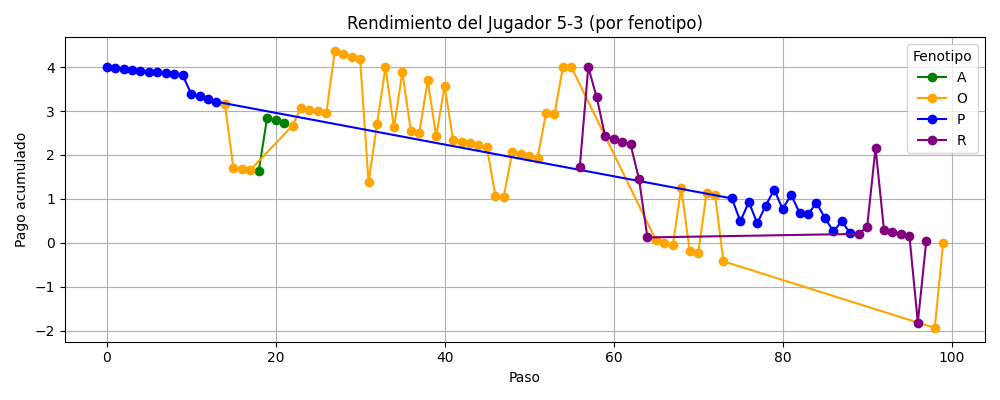 Rendimiento del Jugador 5-3 (por fenotipo)
Pago acumulado
4
3
2
1
0
−1
−2
0 20 40 60 80 100
Paso
Fenotipo
A
O
P
R